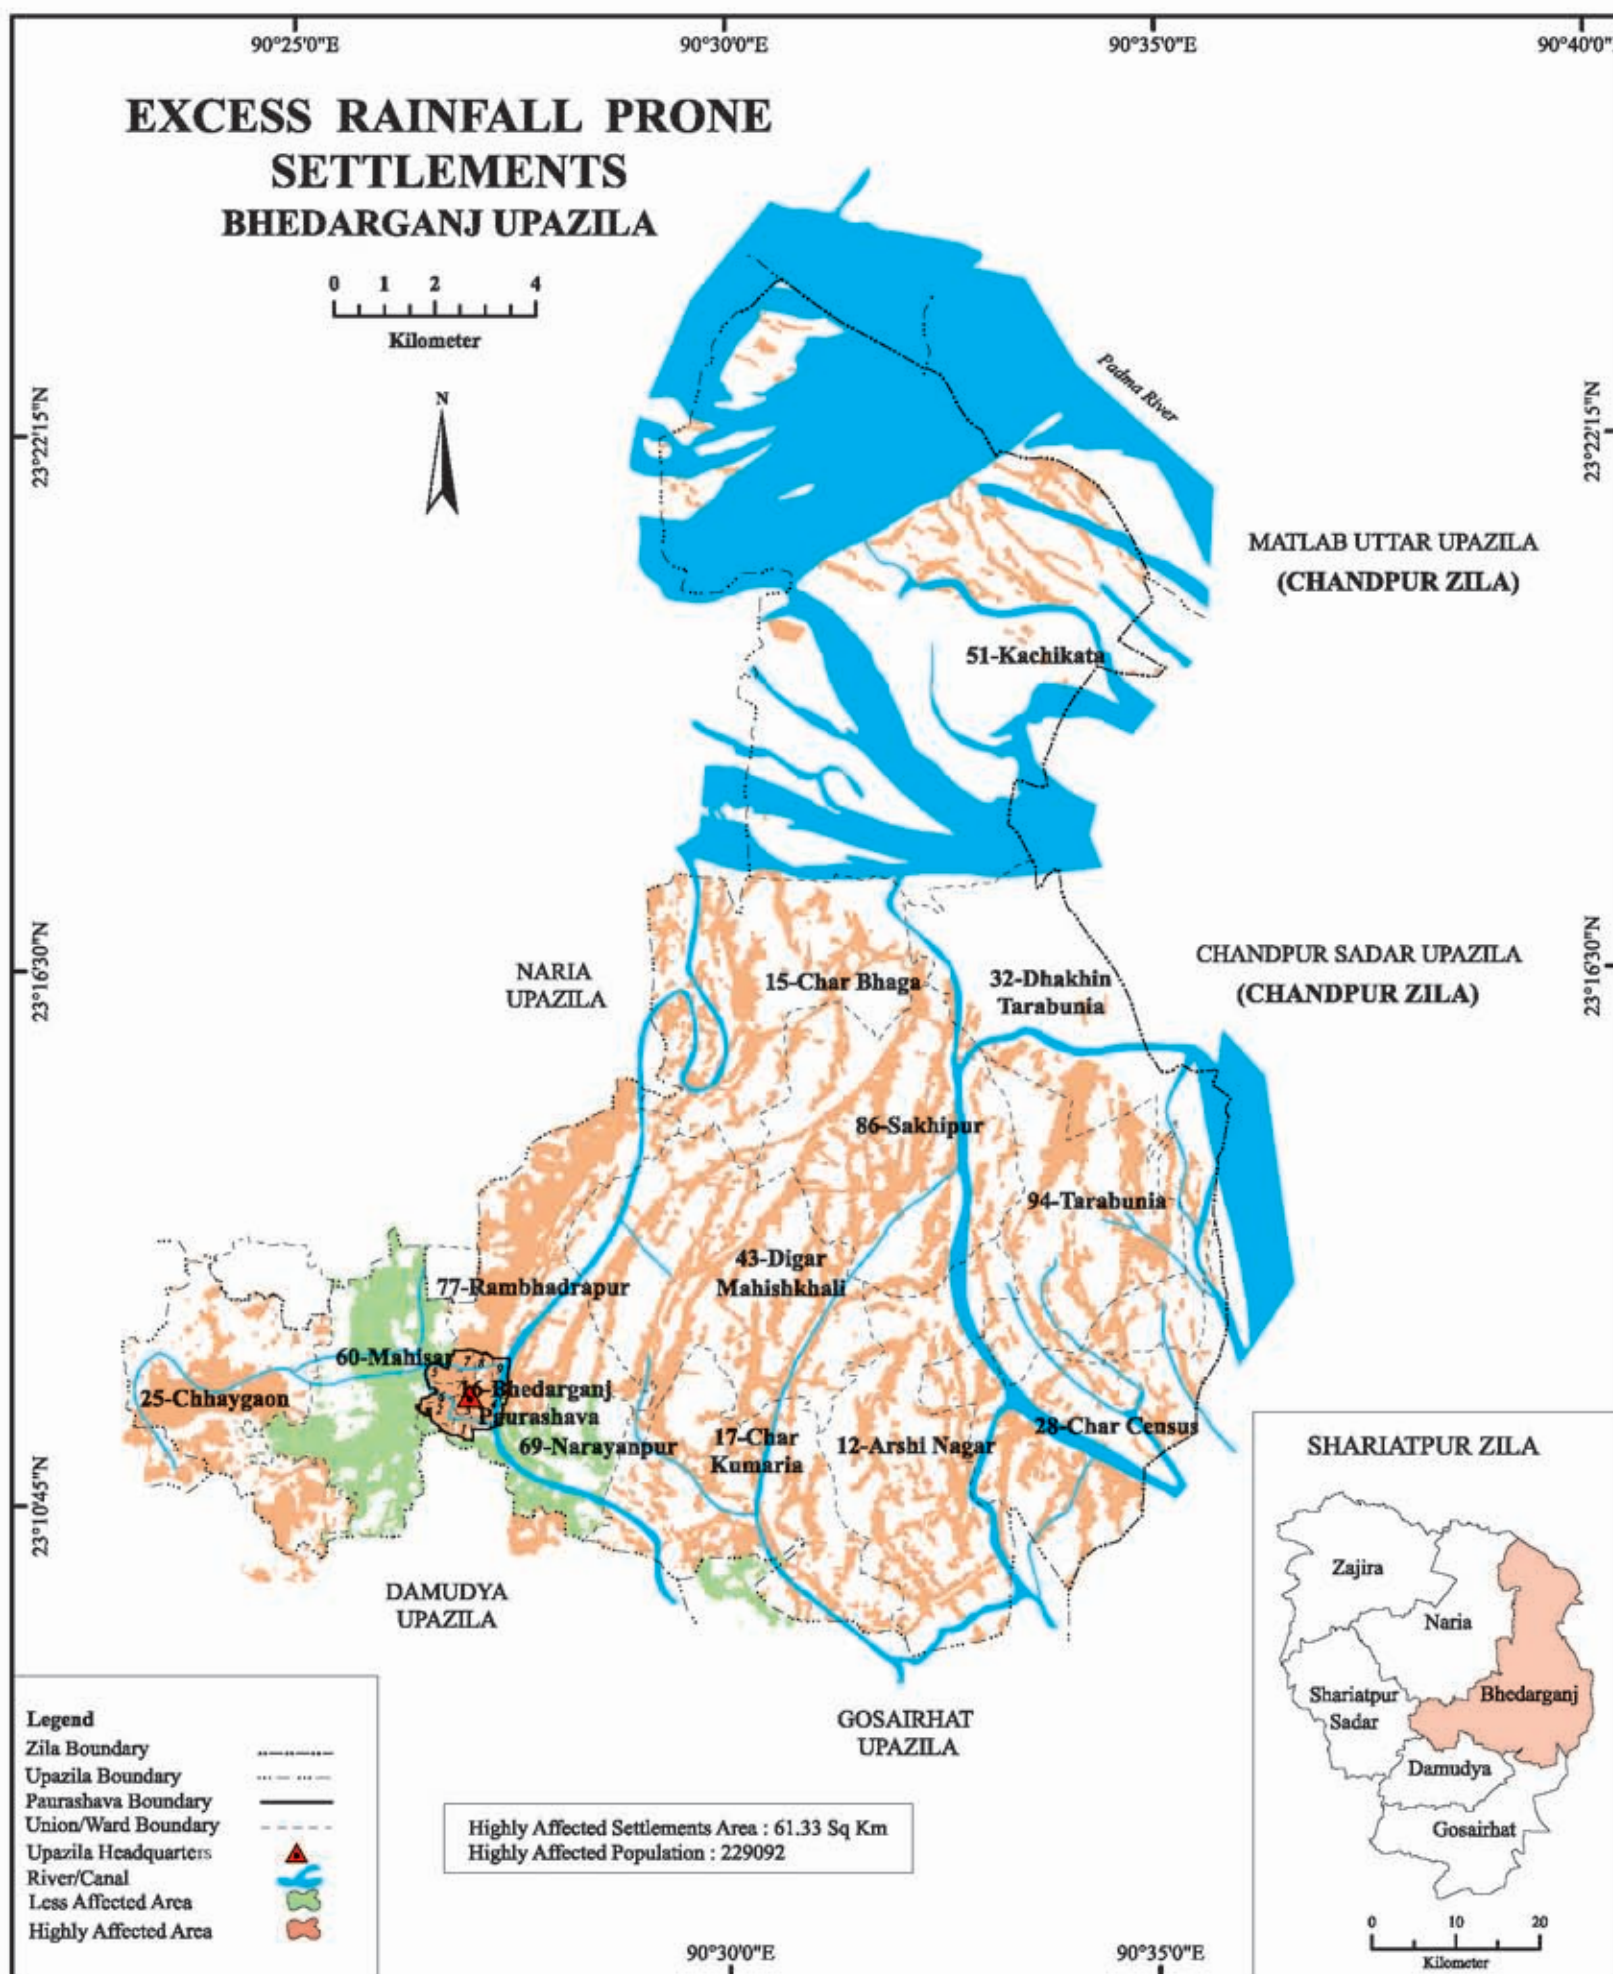 90°25'0"E
90°30'0"E
90°35'0"E
90°40'0"
EXCESS RAINFALL PRONE
SETTLEMENTS
BHEDARGANJ UPAZILA
0 1 2 4
Kilometer
N
Padma River
23°22'15"N
23°22'15"N
MATLAB UTTAR UPAZILA
(CHANDPUR ZILA)
51-Kachikata
NARIA
UPAZILA
15-Char Bhaga
32-Dhakhin
Tarabunia
CHANDPUR SADAR UPAZILA
(CHANDPUR ZILA)
23°16'30"N
23°16'30"N
86-Sakhipur
94-Tarabunia
43-Digar
Mahishkhali
77-Rambhadrapur
60-Mahisar
25-Chhaygaon
16-Bhedarganj
Paurashava
69-Narayanpur
17-Char
Kumaria
12-Arshi Nagar
28-Char Census
23°10'45"N
DAMUDYA
UPAZILA
GOSAIRHAT
UPAZILA
SHARIATPUR ZILA
Zajira
Naria
Shariatpur
Sadar
Bhedarganj
Damudya
Gosairhat
0 10 20
Kilometer
Legend
Zila Boundary
Upazila Boundary
Paurashava Boundary
Union/Ward Boundary
Upazila Headquarters
River/Canal
Less Affected Area
Highly Affected Area
Highly Affected Settlements Area : 61.33 Sq Km
Highly Affected Population : 229092
90°30'0"E
90°35'0"E